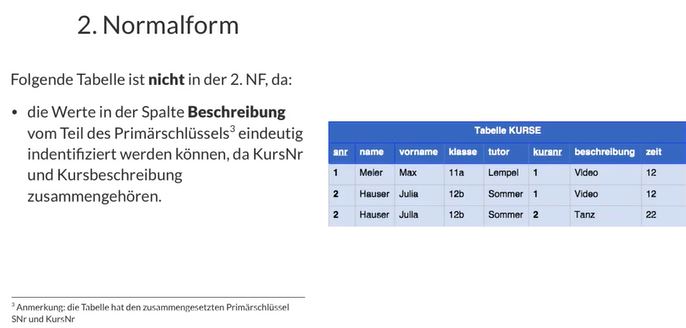 2. Normalform
Folgende Tabelle ist nicht in der 2. NF, da:
• die Werte in der Spalte Beschreibung
vom Teil des Primärschlüssels³ eindeutig
indentifiziert werden können, da KursNr
und Kursbeschreibung
zusammengehören.
Tabelle KURSE
snr name vorname klasse tutor kursnr beschreibung zeit
1 Meier Max 11a Lempel 1 Video 12
2 Hauser Julia 12b Sommer 1 Video 12
2 Hauser Julia 12b Sommer 2 Tanz 22
³ Anmerkung: die Tabelle hat den zusammengesetzten Primärschlüssel
SNr und KursNr